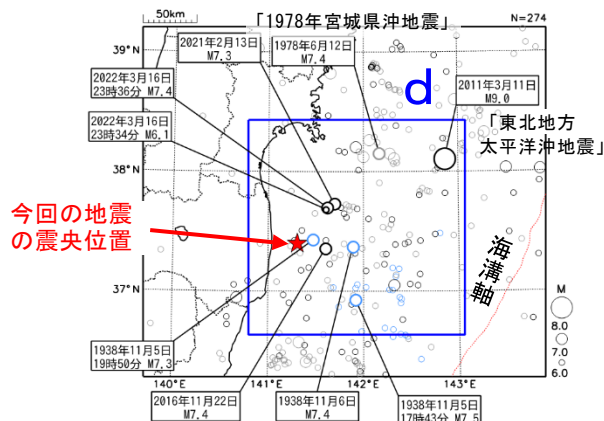 50km
「1978年宮城県沖地震」
N=274
39°N
2021年2月13日
M7.3
1978年6月12日
M7.4
2022年3月16日
23時36分 M7.4
d
2011年3月11日
M9.0
2022年3月16日
23時34分 M6.1
「東北地方
太平洋沖地震」
38°N
今回の地震
の震央位置
海溝軸
37°N
M
8.0
7.0
6.0
1938年11月5日
19時50分 M7.3
140°E
141°E
142°E
143°E
2016年11月22日
M7.4
1938年11月6日
M7.4
1938年11月5日
17時43分 M7.5